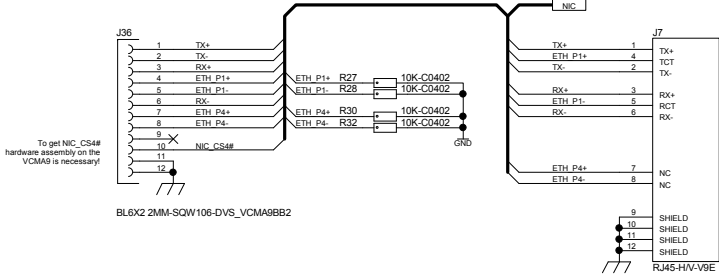 NIC
J36
1 TX+
2 TX-
3 RX+
4 ETH_P1+
5 ETH_P1-
6 RX-
7 ETH_P4+
8 ETH_P4-
9
10 NIC_CS4#
11
12
To get NIC_CS4#
hardware assembly on the
VCMA9 is necessary!
BL6X2 2MM-SQW106-DVS_VCMA9BB2
ETH_P1+ R27 10K-C0402
ETH_P1- R28 10K-C0402
ETH_P4+ R30 10K-C0402
ETH_P4- R32 10K-C0402
GND
J7
TX+ 1 TX+
ETH_P1+ 4 TCT
TX- 2 TX-
RX+ 3 RX+
ETH_P1- 5 RCT
RX- 6 RX-
ETH_P4+ 7 NC
ETH_P4- 8 NC
9 SHIELD
10 SHIELD
11 SHIELD
12 SHIELD
RJ45-H/V-V9E